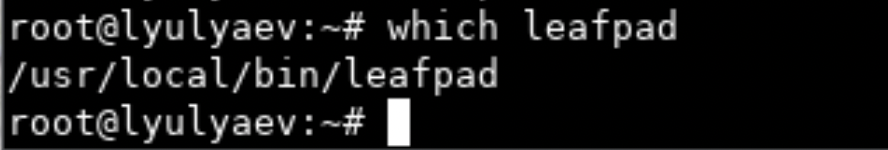 root@lyulyaev:~# which leafpad
/usr/local/bin/leafpad
root@lyulyaev:~#